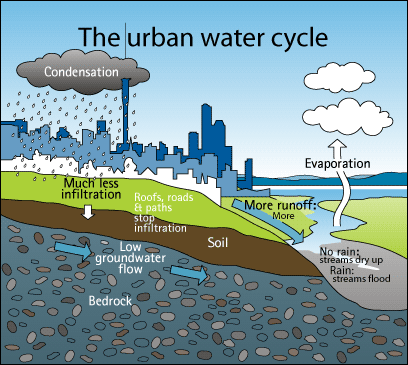 The urban water cycle
Condensation
Evaporation
Much less
infiltration
Roofs, roads
& paths
stop
infiltration
More runoff:
More
Soil
Low
groundwater
flow
No rain:
streams dry up
Rain:
streams flood
Bedrock